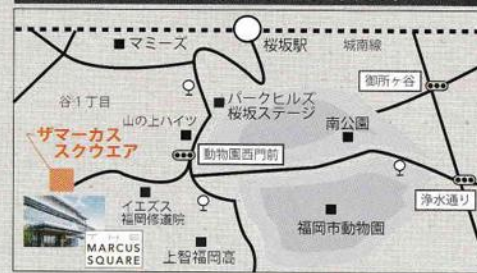 マミーズ
桜坂駅
城南線
御所ヶ谷
谷1丁目
パークヒルズ
桜坂ステージ
山の上ハイツ
南公園
ザマーカス
スクウエア
動物園西門前
浄水通り
イエズス
福岡修道院
福岡市動物園
THE
MARCUS
SQUARE
上智福岡高